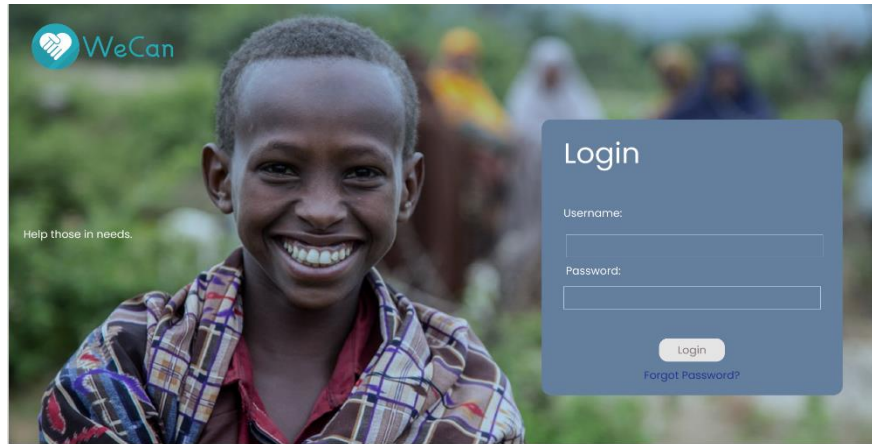 WeCan
Help those in needs.
Login
Username:
Password:
Login
Forgot Password?